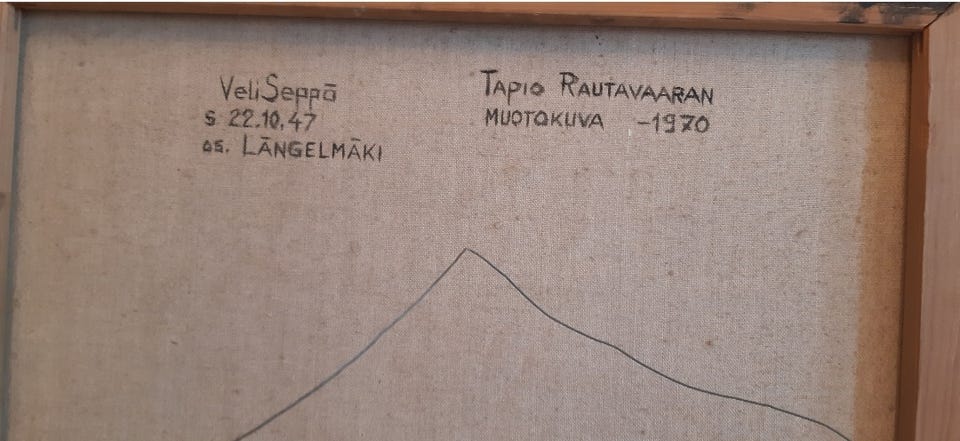 Veli Seppä
s 22.10.47
as. LÄNGELMÄKI
TAPIO RAUTAVAARAN
MUOTOKUVA -1970